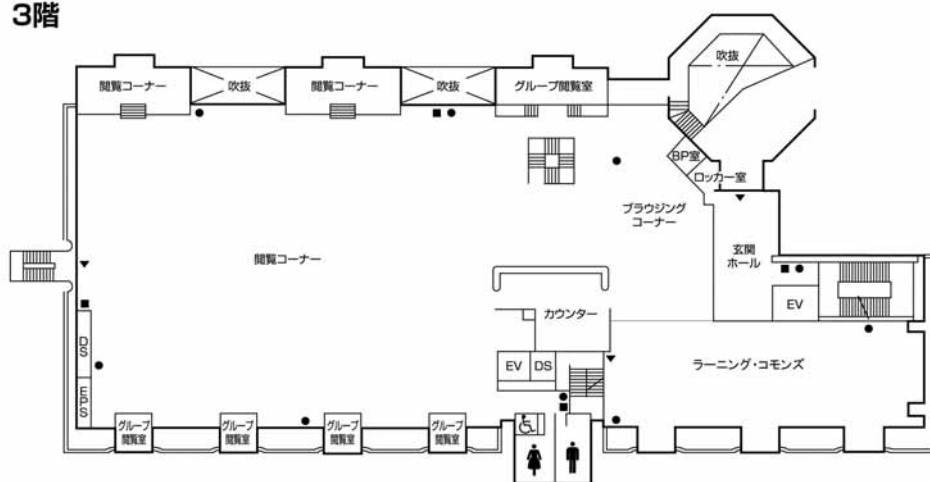 3階
吹抜
閲覧コーナー
吹抜
閲覧コーナー
吹抜
グループ閲覧室
BP室
ロッカー室
ブラウジング
コーナー
玄関
ホール
閲覧コーナー
EV
カウンター
DS
EV
DS
ラーニング・コモンズ
EPS
グループ
閲覧室
グループ
閲覧室
グループ
閲覧室
グループ
閲覧室